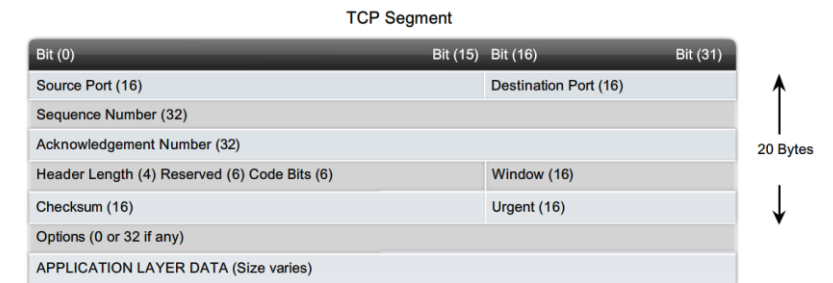 TCP Segment
Bit (0) Bit (15) Bit (16) Bit (31)
Source Port (16) Destination Port (16)
Sequence Number (32)
Acknowledgement Number (32)
20 Bytes
Header Length (4) Reserved (6) Code Bits (6) Window (16)
Checksum (16) Urgent (16)
Options (0 or 32 if any)
APPLICATION LAYER DATA (Size varies)